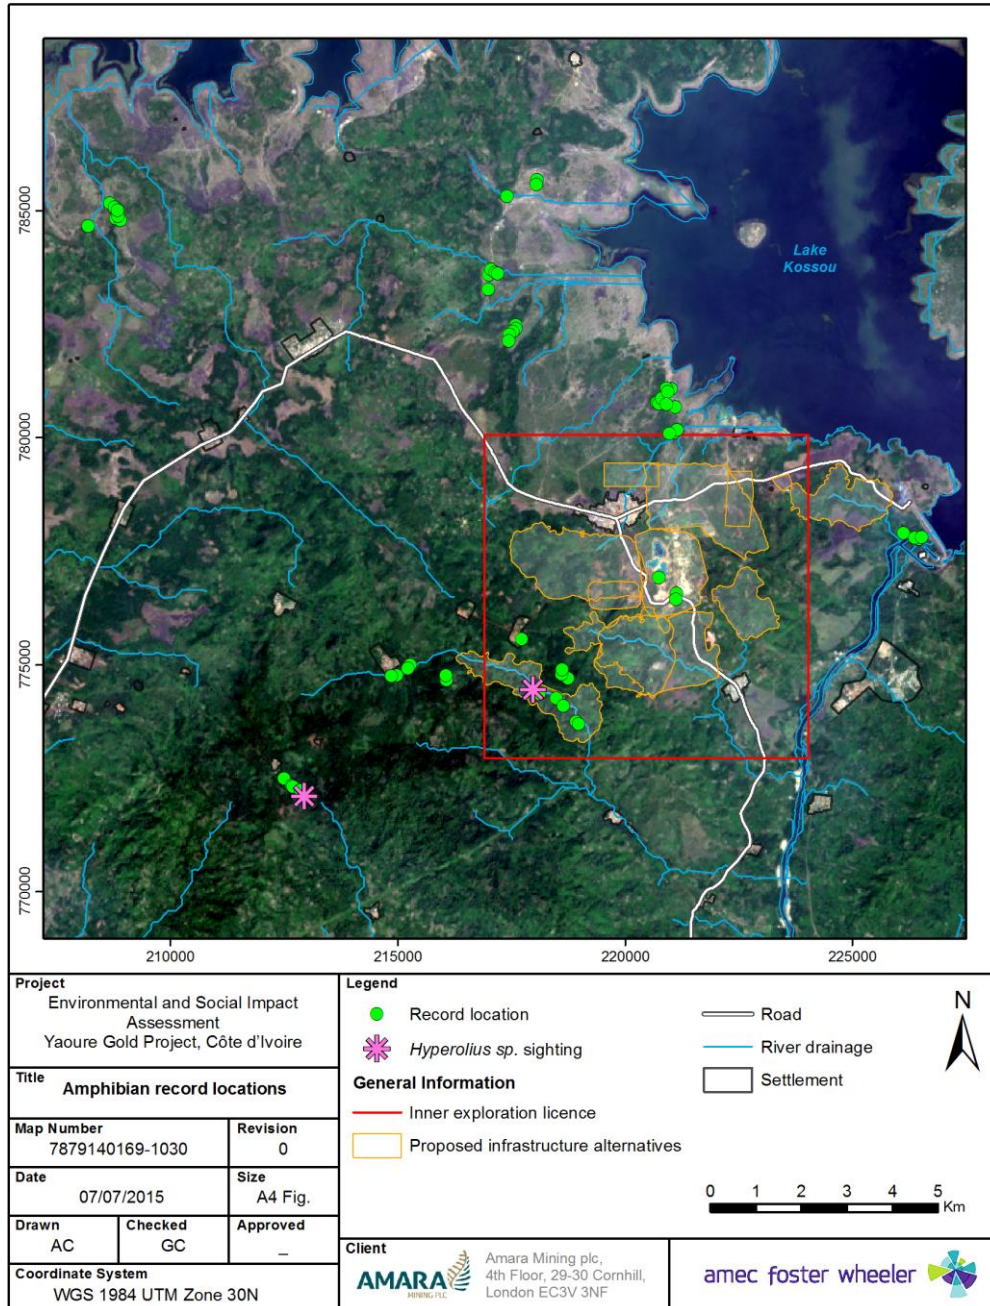 785000
780000
775000
770000
Lake
Kossou
210000
215000
220000
225000
Project
Environmental and Social Impact
Assessment
Yaoure Gold Project, Côte d'Ivoire
Title
Amphibian record locations
Map Number
7879140169-1030
Revision
0
Date
07/07/2015
Size
A4 Fig.
Drawn
AC
Checked
GC
Approved
_
Coordinate System
WGS 1984 UTM Zone 30N
Legend
Record location
Hyperolius sp. sighting
General Information
Inner exploration licence
Proposed infrastructure alternatives
Road
River drainage
Settlement
N
0 1 2 3 4 5
Km
Client
AMARA
MINING PLC
Amara Mining plc,
4th Floor, 29-30 Cornhill,
London EC3V 3NF
amec foster wheeler